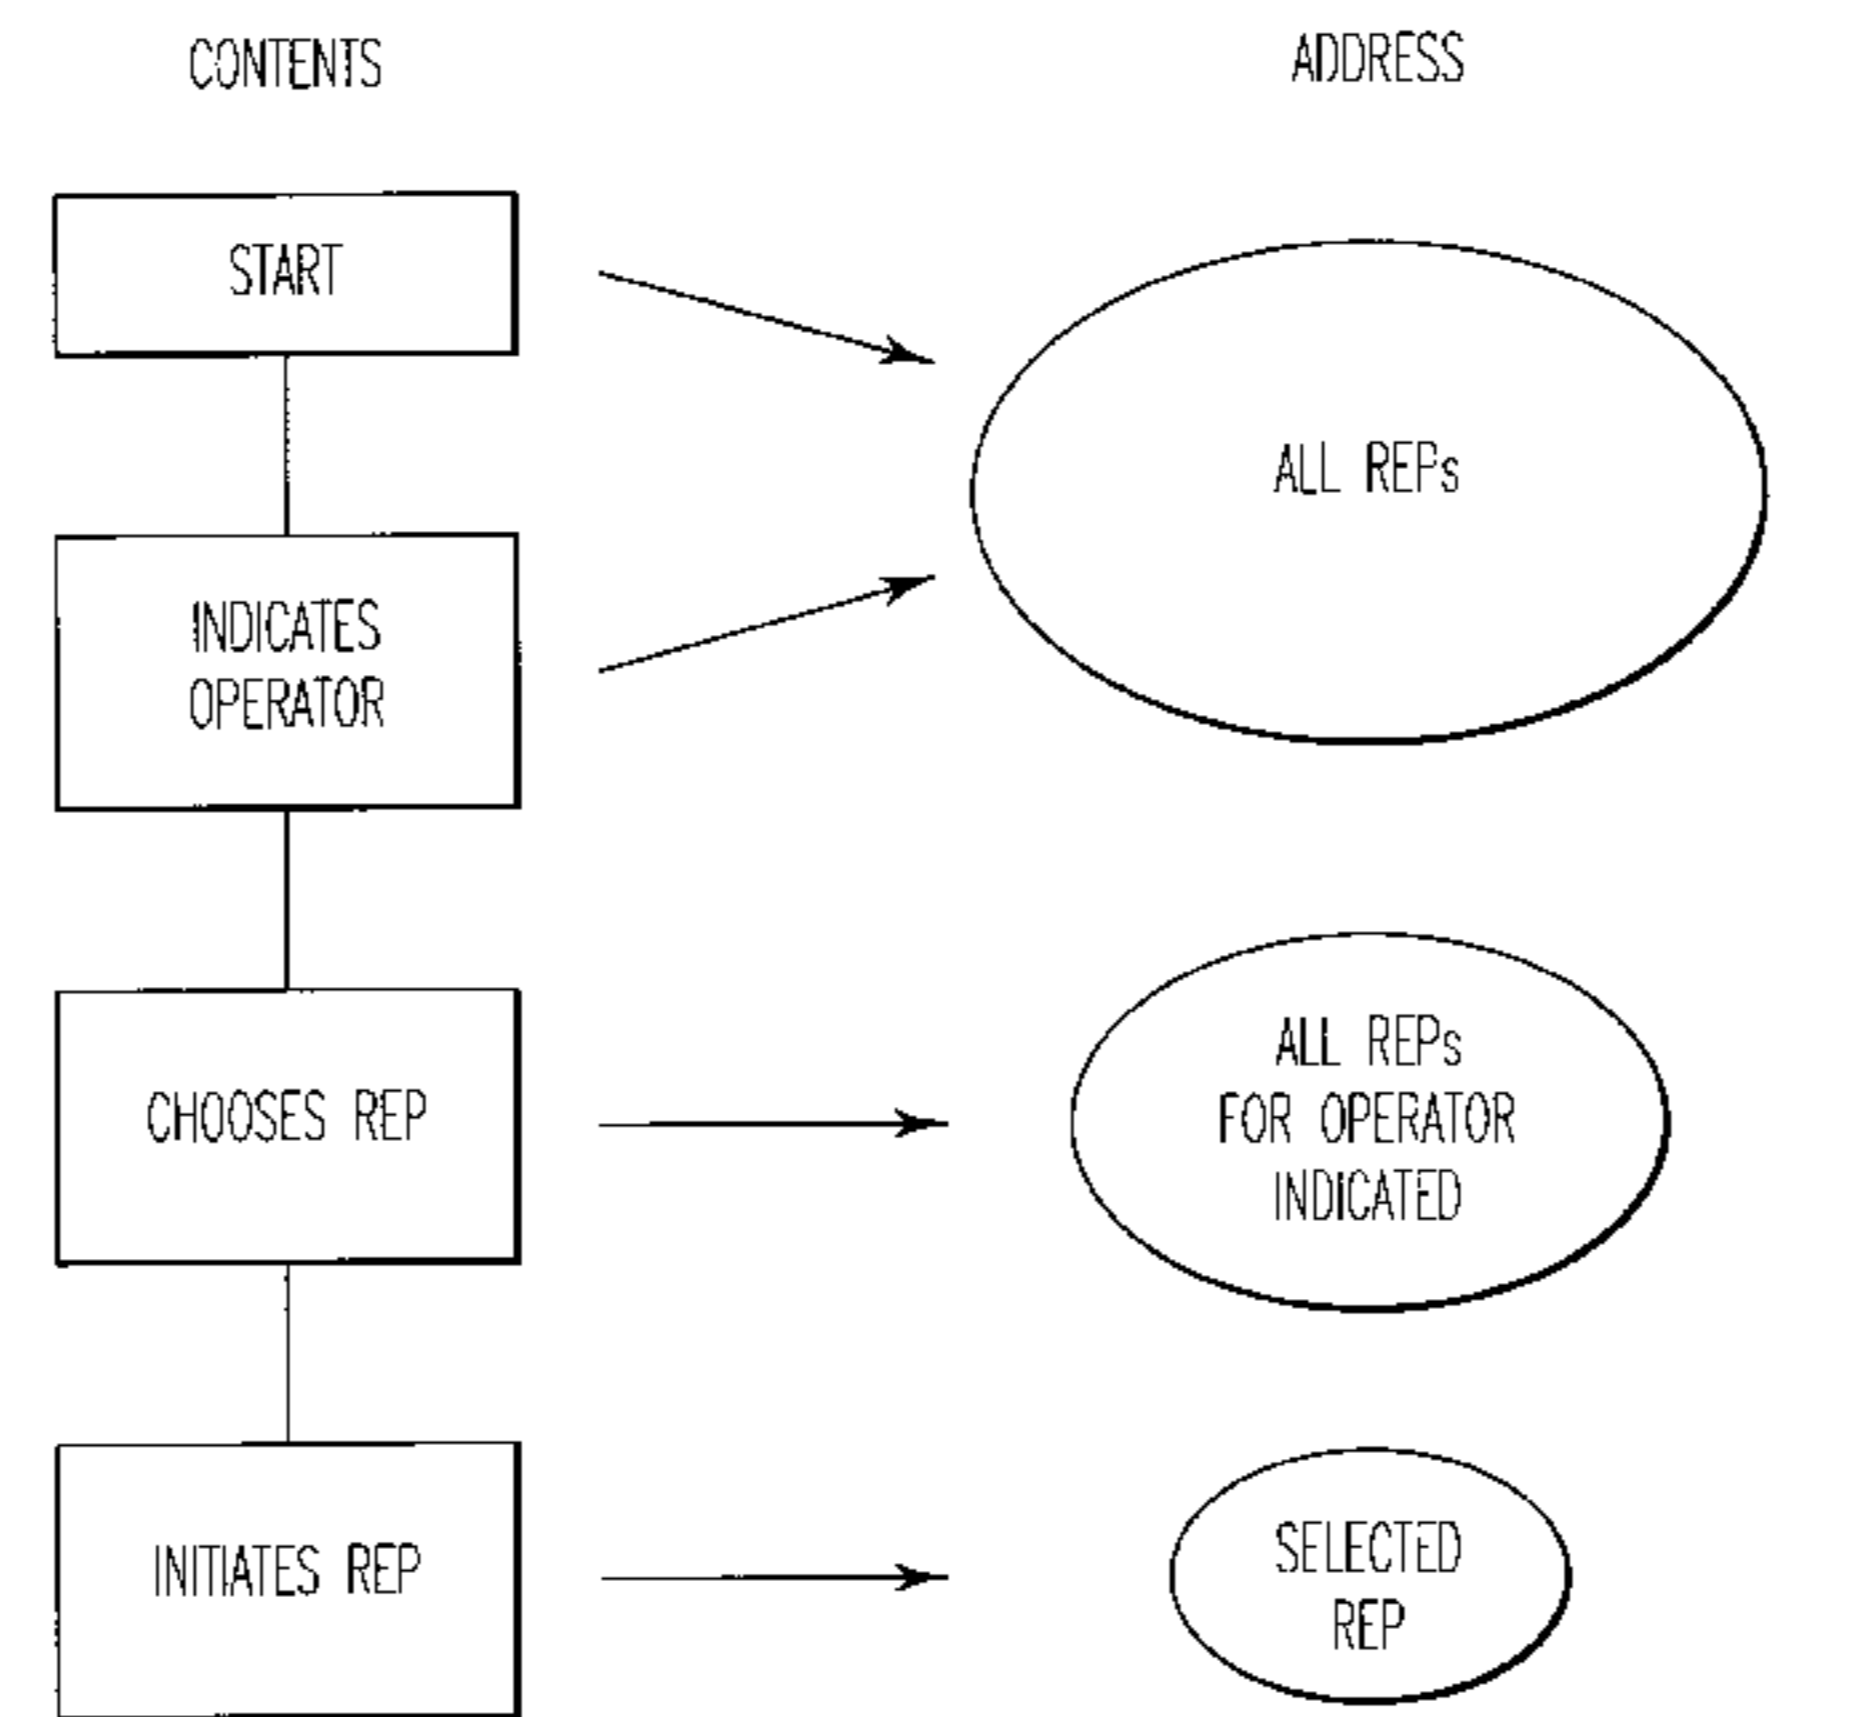 CONTENTS
ADDRESS
START
ALL REPs
INDICATES
OPERATOR
CHOOSES REP
ALL REPs
FOR OPERATOR
INDICATED
INITIATES REP
SELECTED
REP